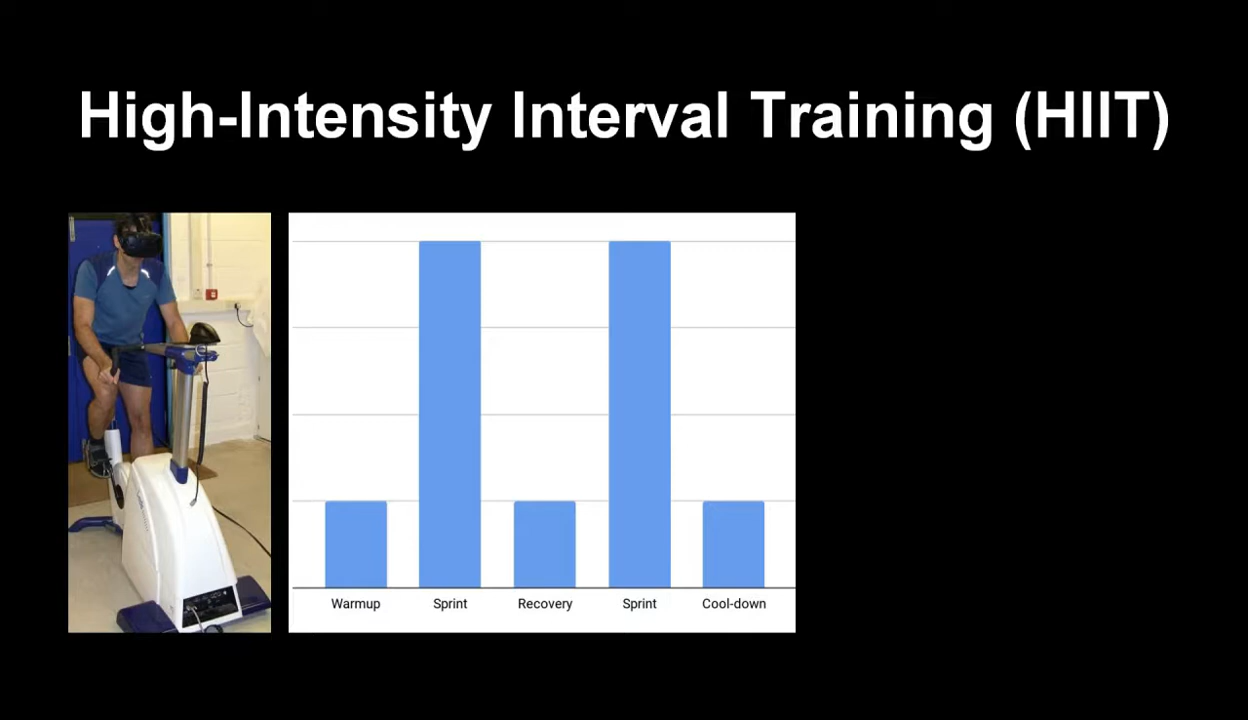 High-Intensity Interval Training (HIIT)
Warmup Sprint Recovery Sprint Cool-down